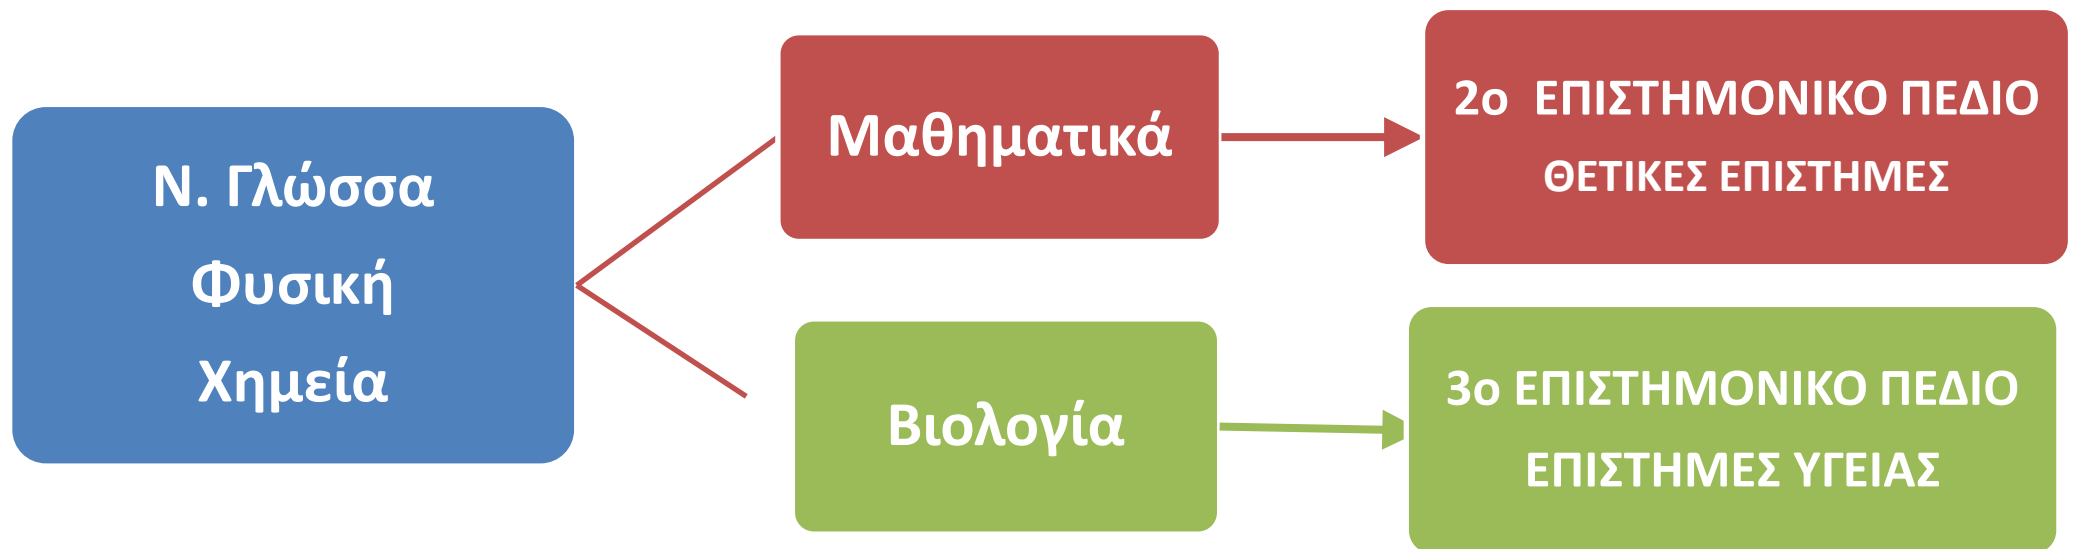 Ν. Γλώσσα
Φυσική
Χημεία
Μαθηματικά
2ο ΕΠΙΣΤΗΜΟΝΙΚΟ ΠΕΔΙΟ
ΘΕΤΙΚΕΣ ΕΠΙΣΤΗΜΕΣ
Βιολογία
3ο ΕΠΙΣΤΗΜΟΝΙΚΟ ΠΕΔΙΟ
ΕΠΙΣΤΗΜΕΣ ΥΓΕΙΑΣ